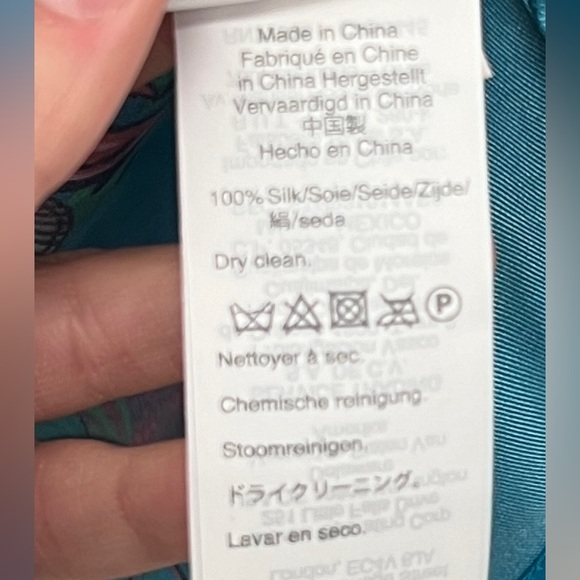 Made in China
Fabriqué en Chine
in China Hergestellt
Vervaardigd in China
中国製
Hecho en China
100% Silk/Soie/Seide/Zijde/
絹/seda
Dry clean.
P
Nettoyer à sec.
Chemische reinigung.
Stoomreinigen.
ドライクリーニング。
Lavar en seco.